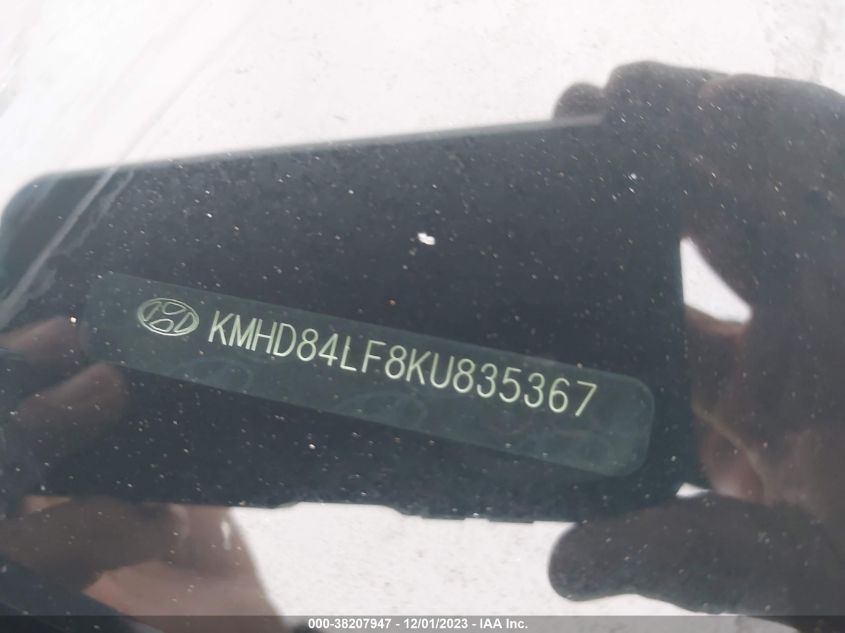 KMHD84LF8KU835367
000-38207947 - 12/01/2023 - IAA Inc.